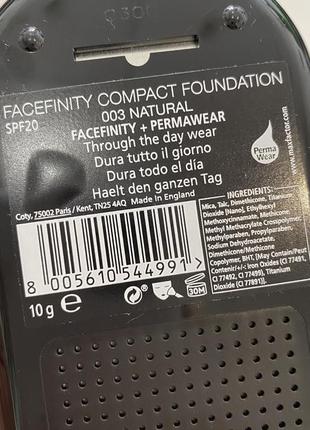 FACEFINITY COMPACT FOUNDATION
SPF20
003 NATURAL
FACEFINITY + PERMAWEAR
Through the day wear
Dura tutto il giorno
Dura todo el día
Haelt den ganzen Tag
Perma
Wear
www.maxfactor.com
Coty, 75002 Paris / Kent, TN25 4AQ Made in England
8 005610 544991
10 g e
30M
INGREDIENTS:
Mica, Talc, Dimethicone, Titanium
Dioxide [Nano], Ethylhexyl
Methoxycinnamate, Methicone,
Methyl Methacrylate Crosspolymer,
Methylparaben, Propylparaben,
Sodium Dehydroacetate,
Dimethicone/Methicone
Copolymer, BHT, [May Contain/Peut
Contenir/+/-: Iron Oxides (CI 77491,
CI 77492, CI 77499), Titanium
Dioxide (CI 77891)].